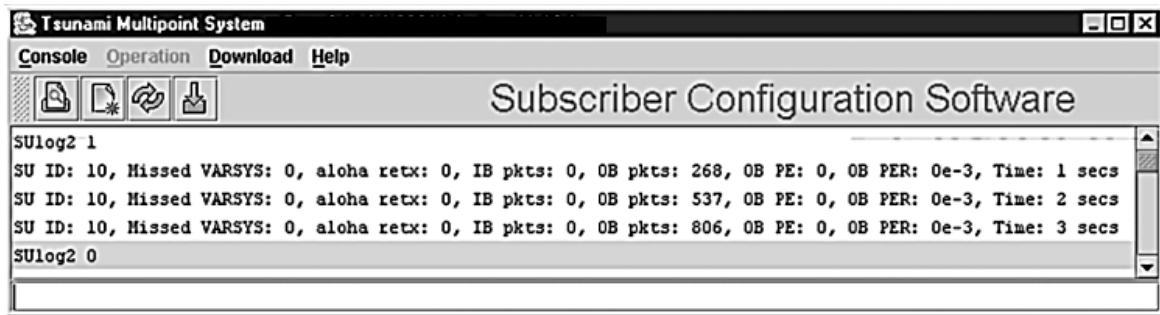 Tsunami Multipoint System
Console Operation Download Help
Subscriber Configuration Software
SUlog2 1
SU ID: 10, Missed VARSYS: 0, aloha retx: 0, IB pkts: 0, OB pkts: 268, OB PE: 0, OB PER: 0e-3, Time: 1 secs
SU ID: 10, Missed VARSYS: 0, aloha retx: 0, IB pkts: 0, OB pkts: 537, OB PE: 0, OB PER: 0e-3, Time: 2 secs
SU ID: 10, Missed VARSYS: 0, aloha retx: 0, IB pkts: 0, OB pkts: 806, OB PE: 0, OB PER: 0e-3, Time: 3 secs
SUlog2 0